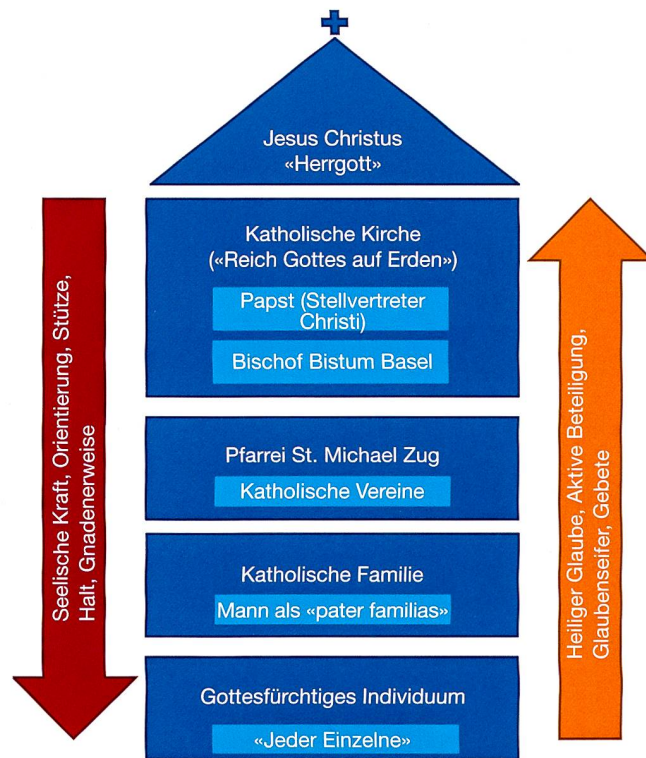 Jesus Christus
«Herrgott»
Katholische Kirche
(«Reich Gottes auf Erden»)
Papst (Stellvertreter
Christi)
Bischof Bistum Basel
Pfarrei St. Michael Zug
Katholische Vereine
Katholische Familie
Mann als «pater familias»
Gottesfürchtiges Individuum
«Jeder Einzelne»
Seelische Kraft, Orientierung, Stütze,
Halt, Gnadenerweise
Heiliger Glaube, Aktive Beteiligung,
Glaubenseifer, Gebete